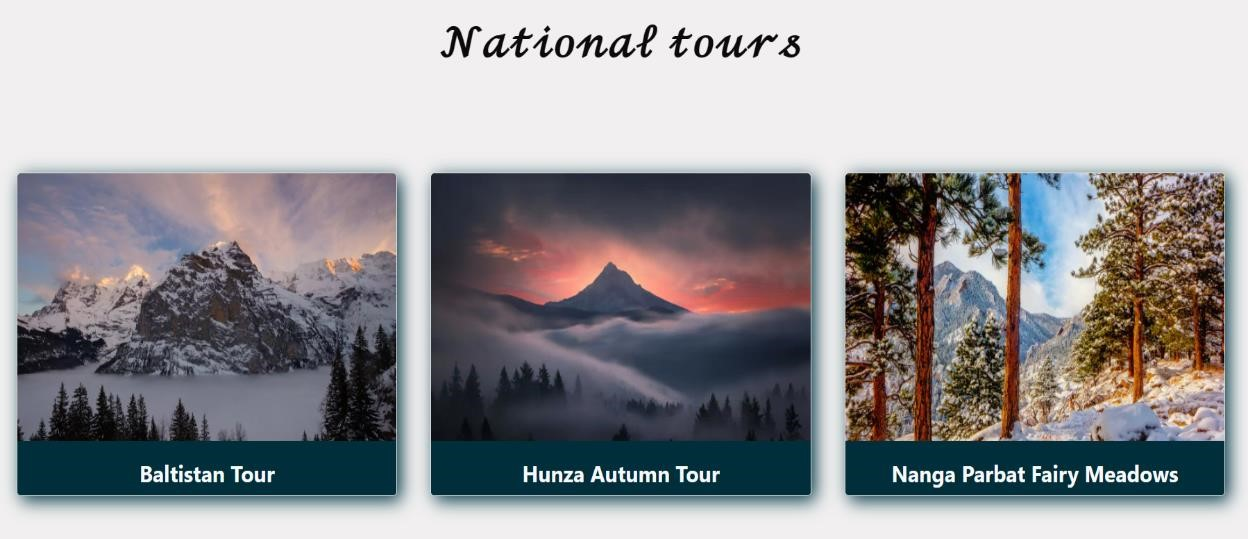 National tours
Baltistan Tour
Hunza Autumn Tour
Nanga Parbat Fairy Meadows